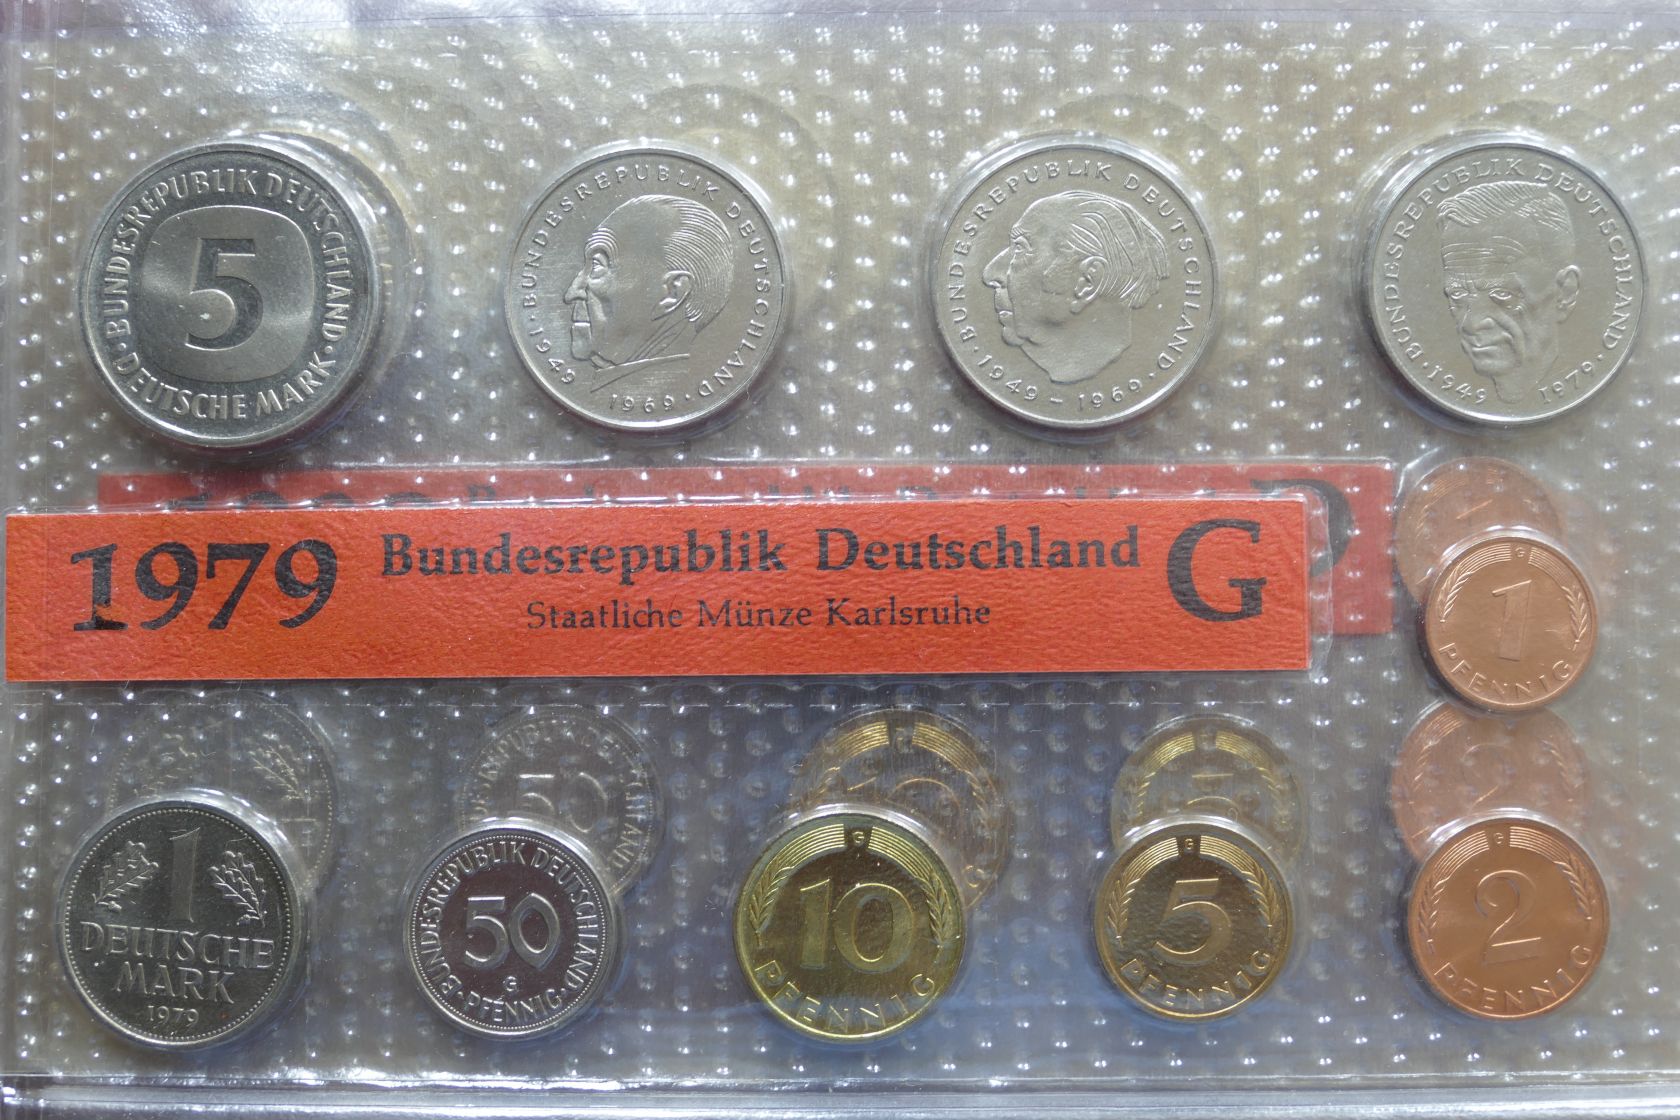 BUNDESREPUBLIK DEUTSCHLAND
5
DEUTSCHE MARK
BUNDESREPUBLIK DEUTSCHLAND
1949
1969
BUNDESREPUBLIK DEUTSCHLAND
1949 – 1969
BUNDESREPUBLIK DEUTSCHLAND
1949 1979
1979 Bundesrepublik Deutschland G
Staatliche Münze Karlsruhe
G
1
PFENNIG
1
DEUTSCHE
MARK
1979
BUNDESREPUBLIK DEUTSCHLAND
50
G
PFENNIG
G
10
PFENNIG
G
5
PFENNIG
G
2
PFENNIG
50